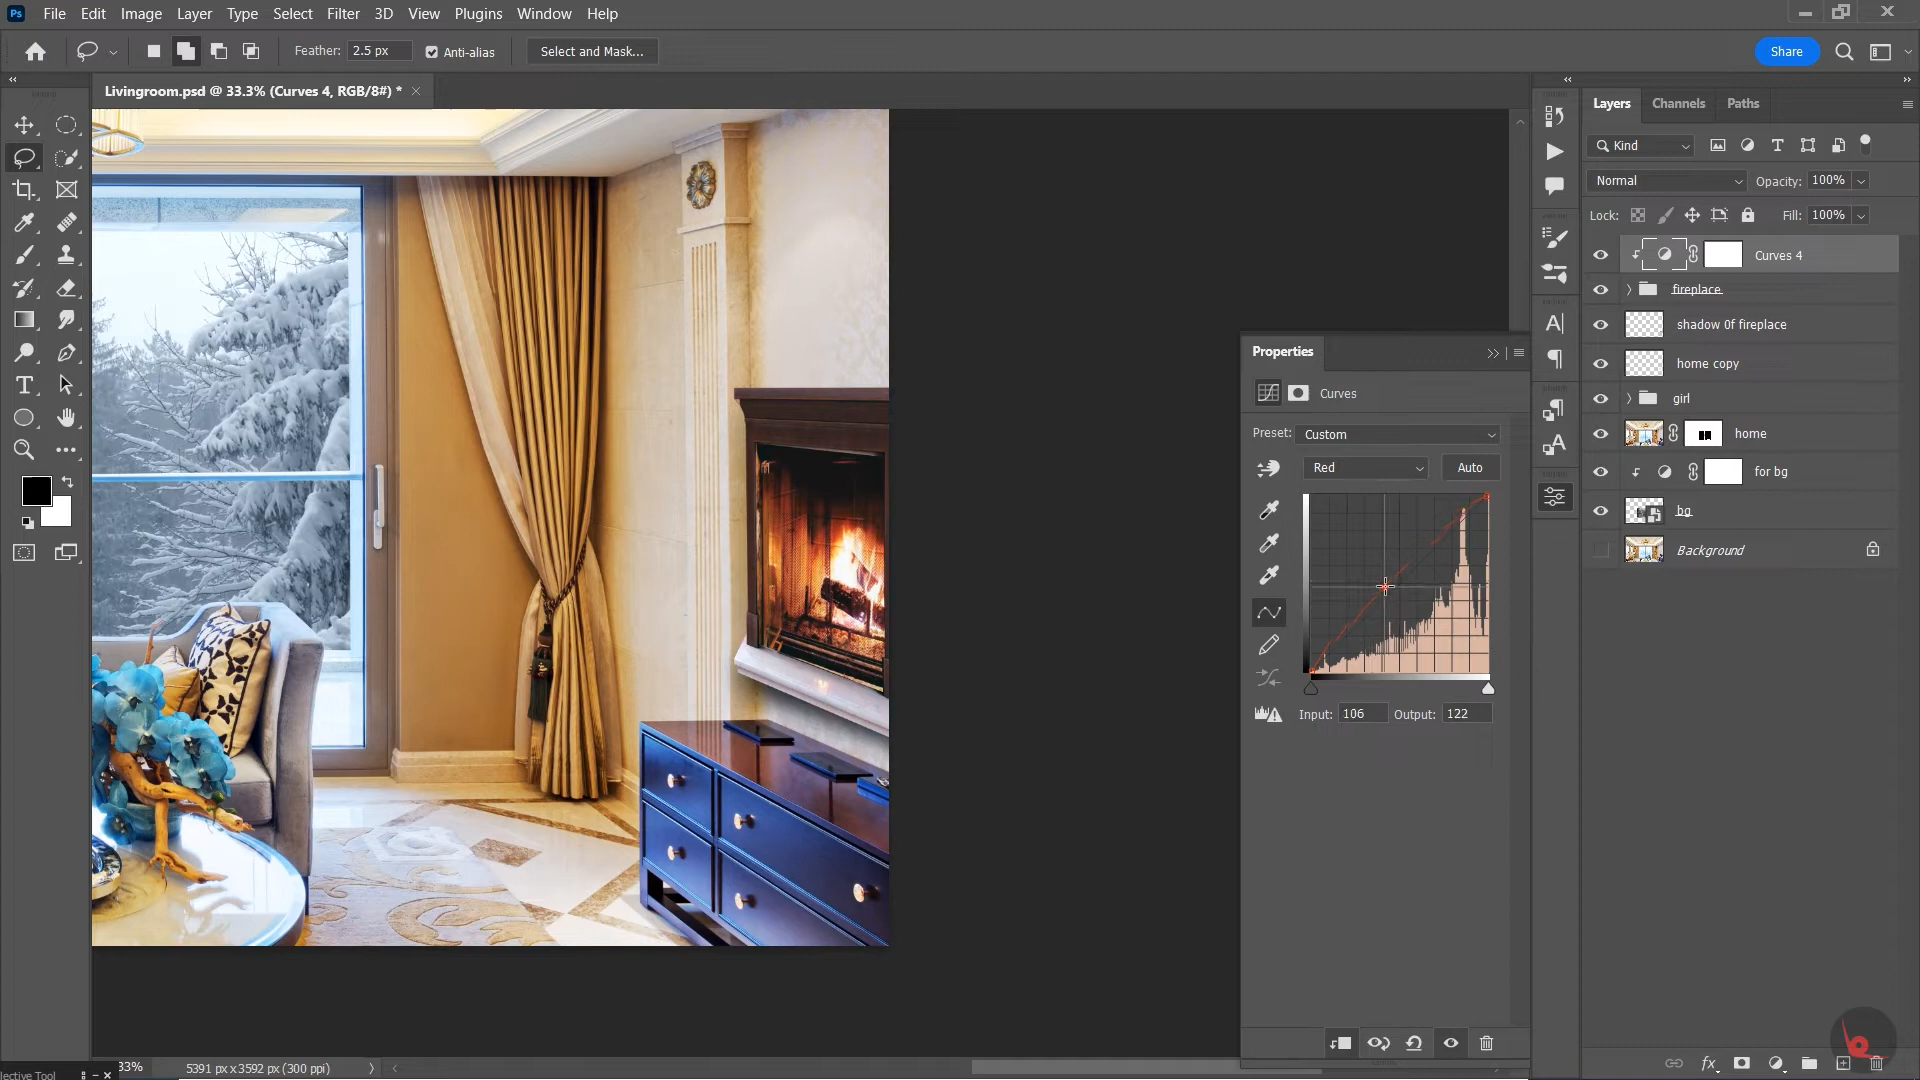 Ps File Edit Image Layer Type Select Filter 3D View Plugins Window Help
Feather: 2.5 px Anti-alias Select and Mask... Share
Livingroom.psd @ 33.3% (Curves 4, RGB/8#) *
Layers Channels Paths
Kind
Normal Opacity: 100%
Lock: Fill: 100%
Curves 4
fireplace
shadow 0f fireplace
home copy
girl
home
for bg
bg
Background
Properties
Curves
Preset: Custom
Red Auto
Input: 106 Output: 122
33% 5391 px x 3592 px (300 ppi)
lective Tool